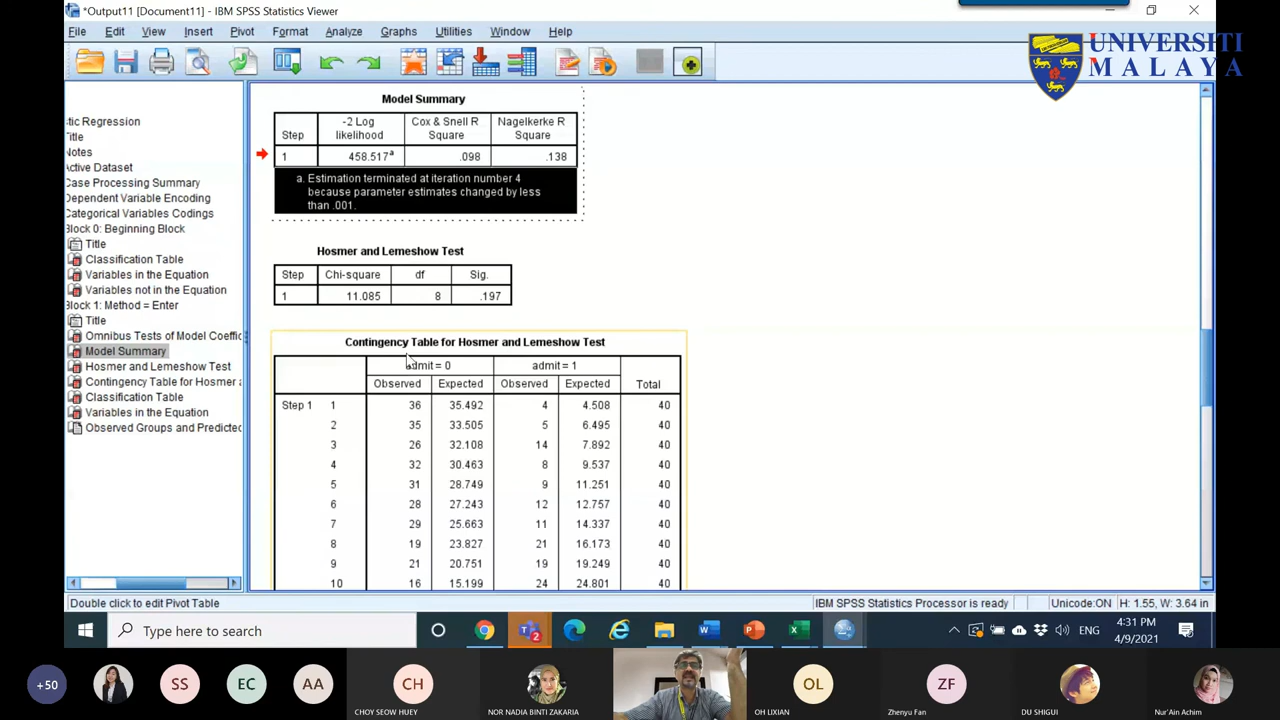 *Output11 [Document11] - IBM SPSS Statistics Viewer
File Edit View Insert Pivot Format Analyze Graphs Utilities Window Help
UNIVERSITI
MALAYA
tic Regression
Title
Notes
Active Dataset
Case Processing Summary
Dependent Variable Encoding
Categorical Variables Codings
Block 0: Beginning Block
Title
Classification Table
Variables in the Equation
Variables not in the Equation
Block 1: Method = Enter
Title
Omnibus Tests of Model Coeffic
Model Summary
Hosmer and Lemeshow Test
Contingency Table for Hosmer a
Classification Table
Variables in the Equation
Observed Groups and Predicted
Model Summary
Step -2 Log likelihood Cox & Snell R Square Nagelkerke R Square
1 458.517a .098 .138
a. Estimation terminated at iteration number 4
because parameter estimates changed by less
than .001.
Hosmer and Lemeshow Test
Step Chi-square df Sig.
1 11.085 8 .197
Contingency Table for Hosmer and Lemeshow Test
admit = 0 admit = 1
Observed Expected Observed Expected Total
Step 1 1 36 35.492 4 4.508 40
2 35 33.505 5 6.495 40
3 26 32.108 14 7.892 40
4 32 30.463 8 9.537 40
5 31 28.749 9 11.251 40
6 28 27.243 12 12.757 40
7 29 25.663 11 14.337 40
8 19 23.827 21 16.173 40
9 21 20.751 19 19.249 40
10 16 15.199 24 24.801 40
Double click to edit Pivot Table
IBM SPSS Statistics Processor is ready Unicode:ON H: 1.55, W: 3.64 in
Type here to search
2
ENG
4:31 PM
4/9/2021
+50 SS EC AA CH OL ZF
CHOY SEOW HUEY NOR NADIA BINTI ZAKARIA OH LIXIAN Zhenyu Fan DU SHIGUI Nur'Ain Achim